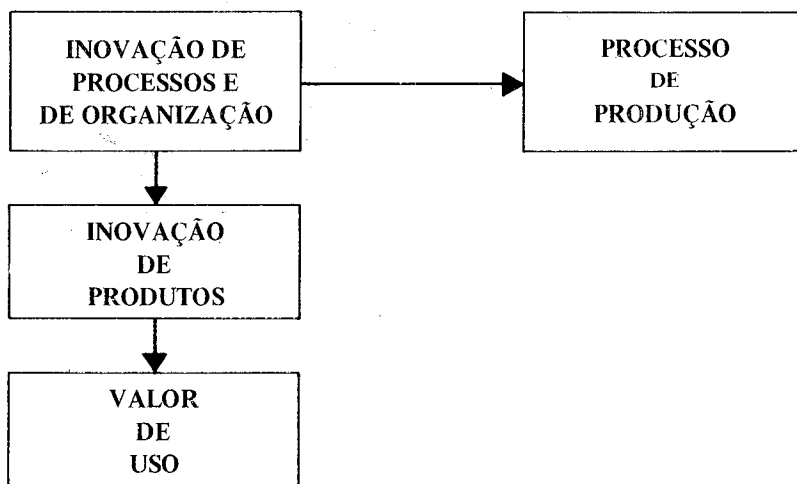 INOVAÇÃO DE
PROCESSOS E
DE ORGANIZAÇÃO
PROCESSO
DE
PRODUÇÃO
INOVAÇÃO
DE
PRODUTOS
VALOR
DE
USO